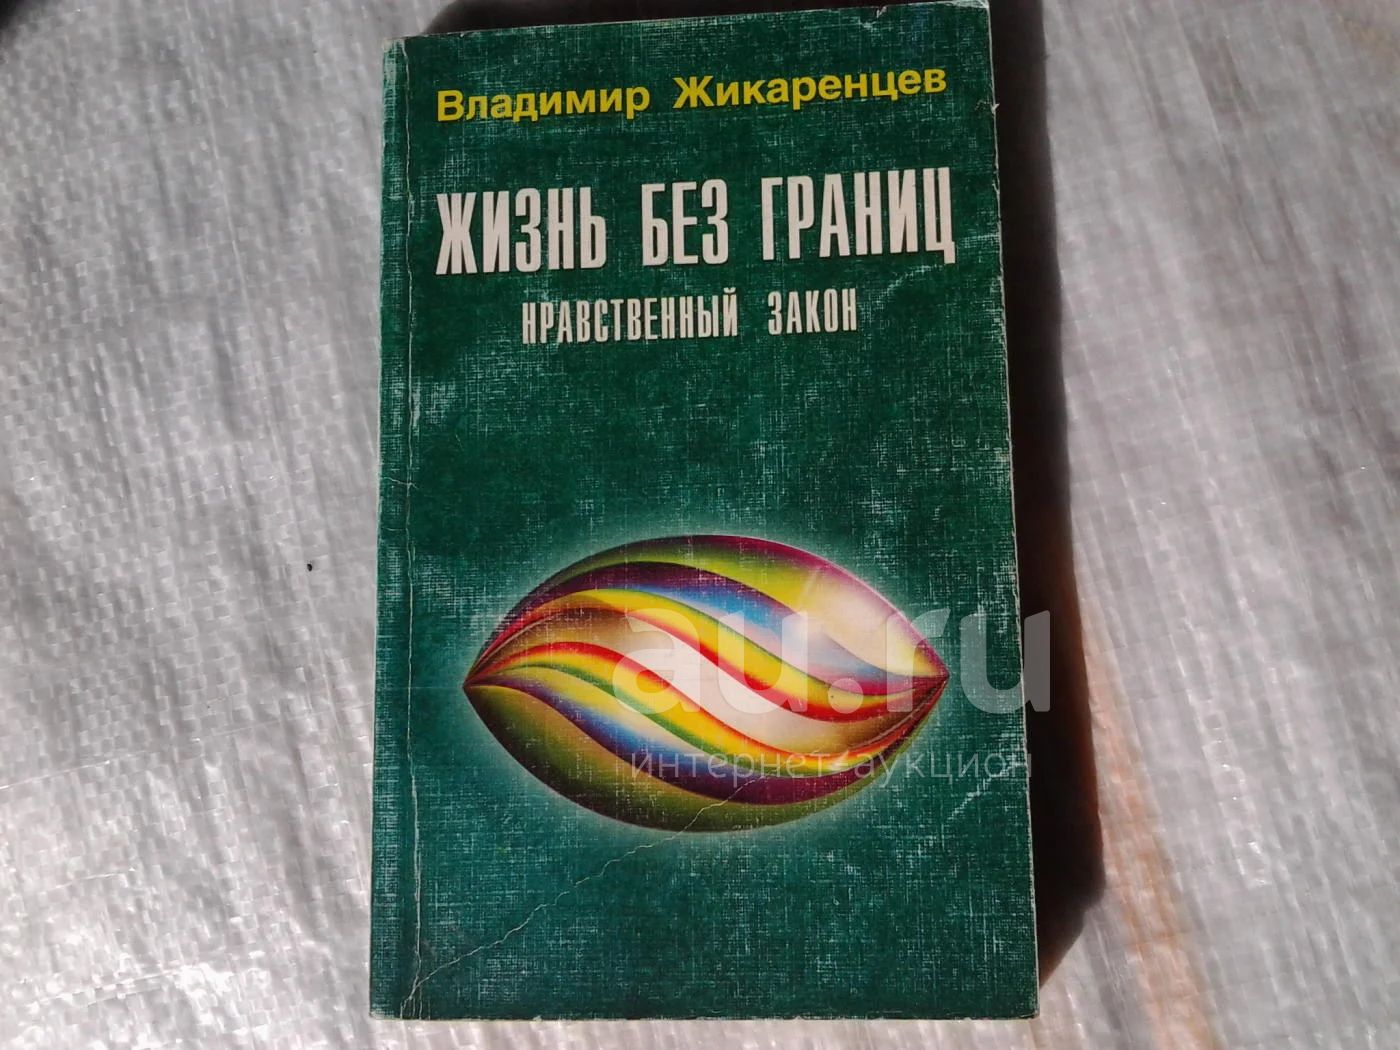 Владимир Жикаренцев
ЖИЗНЬ БЕЗ ГРАНИЦ
НРАВСТВЕННЫЙ ЗАКОН
au.ru
интернет-аукцион